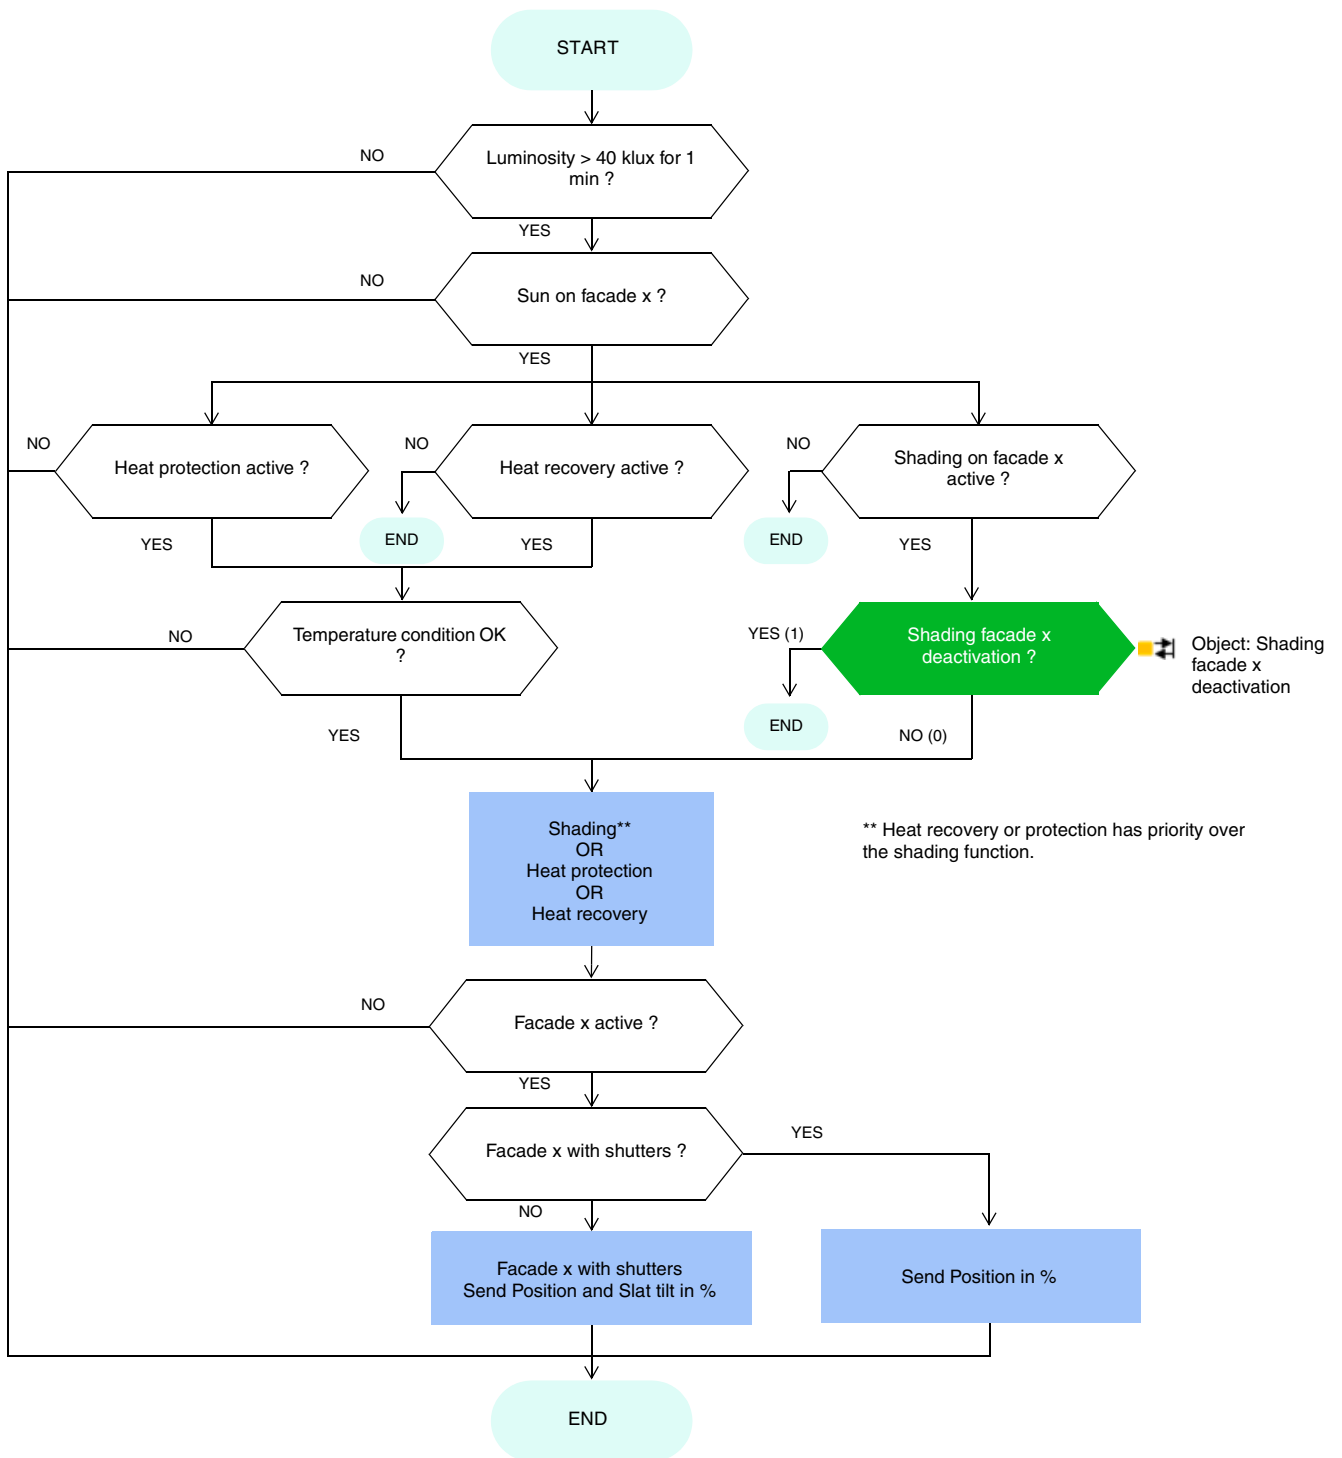 START
NO
Luminosity > 40 klux for 1
min ?
YES
NO
Sun on facade x ?
YES
NO
Heat protection active ?
NO
Heat recovery active ?
NO
Shading on facade x
active ?
END
END
YES
YES
YES
NO
Temperature condition OK
?
YES (1)
Shading facade x
deactivation ?
Object: Shading
facade x
deactivation
END
YES
NO (0)
Shading**
OR
Heat protection
OR
Heat recovery
** Heat recovery or protection has priority over
the shading function.
NO
Facade x active ?
YES
Facade x with shutters ?
YES
NO
Facade x with shutters
Send Position and Slat tilt in %
Send Position in %
END